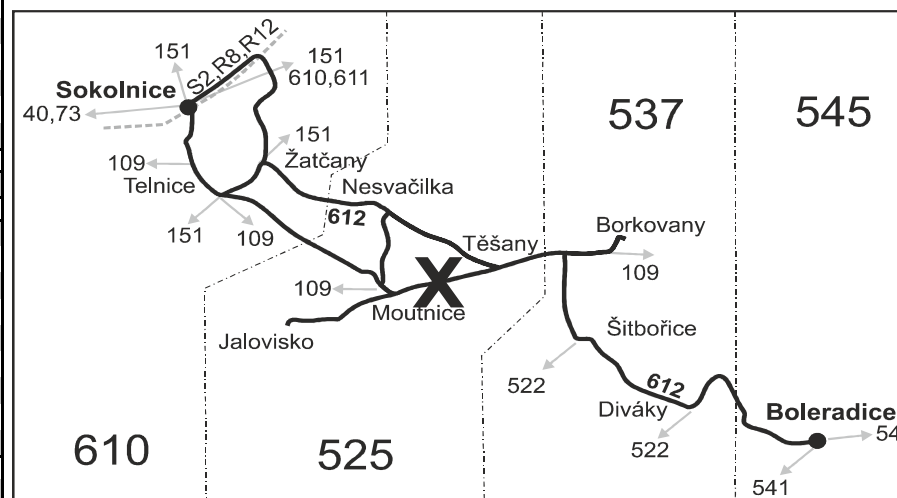 151
S2,R8,R12
151
610,611
Sokolnice
40,73
537
545
151
109
Žatčany
Telnice
Nesvačilka
612
151
109
Těšany
Borkovany
109
109
X
Moutnice
Jalovisko
Šitbořice
522
612
Diváky
522
Boleradice
54
541
610
525